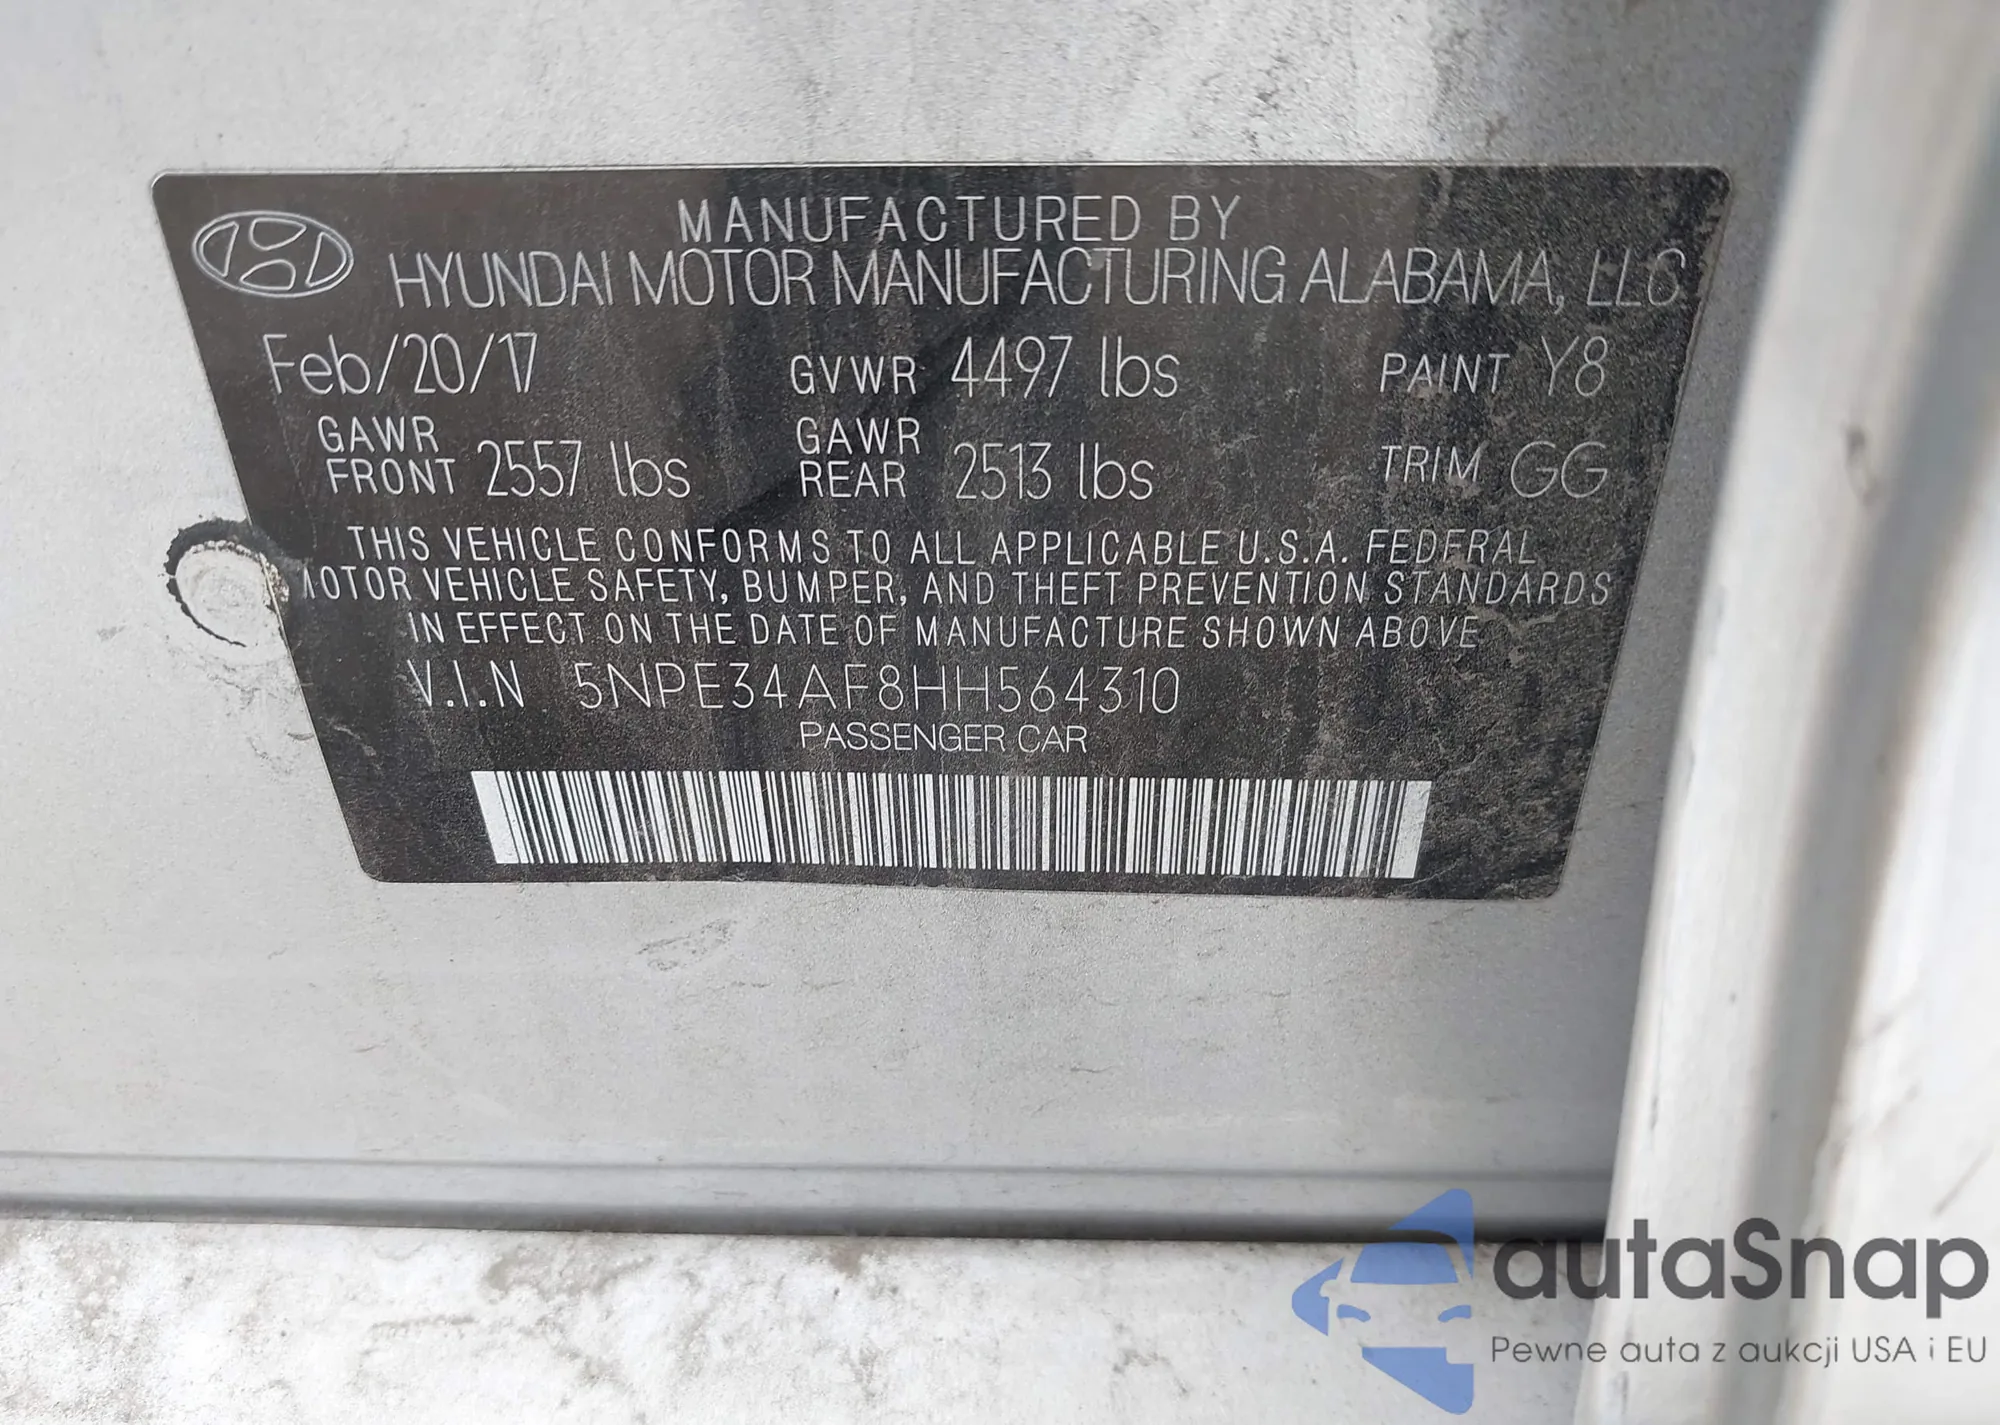 MANUFACTURED BY
HYUNDAI MOTOR MANUFACTURING ALABAMA, LLC
Feb/20/17 GVWR 4497 lbs PAINT Y8
GAWR FRONT 2557 lbs GAWR REAR 2513 lbs TRIM GG
THIS VEHICLE CONFORMS TO ALL APPLICABLE U.S.A. FEDERAL
MOTOR VEHICLE SAFETY, BUMPER, AND THEFT PREVENTION STANDARDS
IN EFFECT ON THE DATE OF MANUFACTURE SHOWN ABOVE
V.I.N 5NPE34AF8HH564310
PASSENGER CAR
autaSnap
Pewne auta z aukcji USA i EU